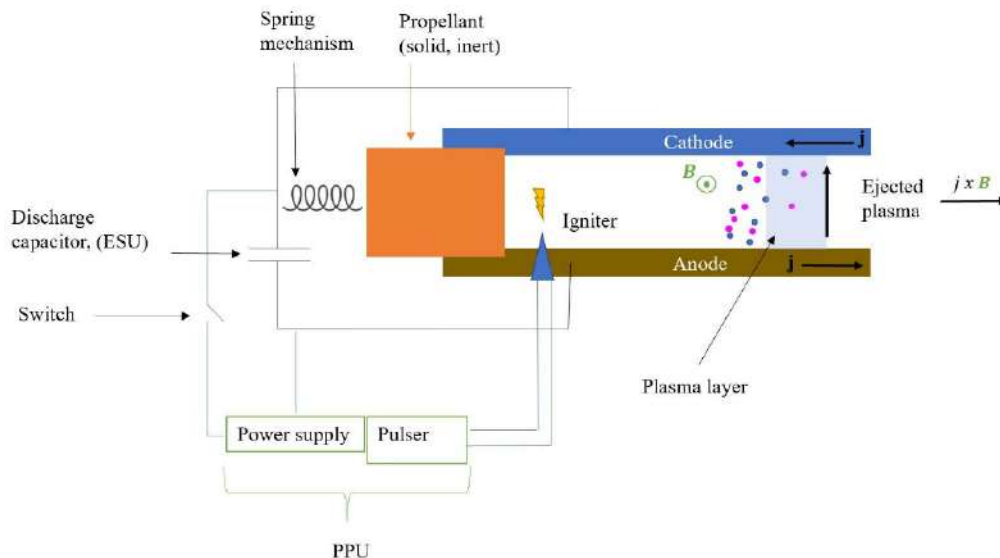 Spring
mechanism
Propellant
(solid, inert)
Cathode
j
B
Igniter
Ejected
plasma
j x B
Discharge
capacitor, (ESU)
Anode
j
Switch
Plasma layer
Power supply
Pulser
PPU